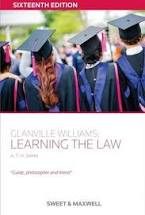 SIXTEENTH EDITION
GLANVILLE WILLIAMS:
LEARNING THE LAW
A. T. H. Smith
"Guide, philosopher and friend"
SWEET & MAXWELL